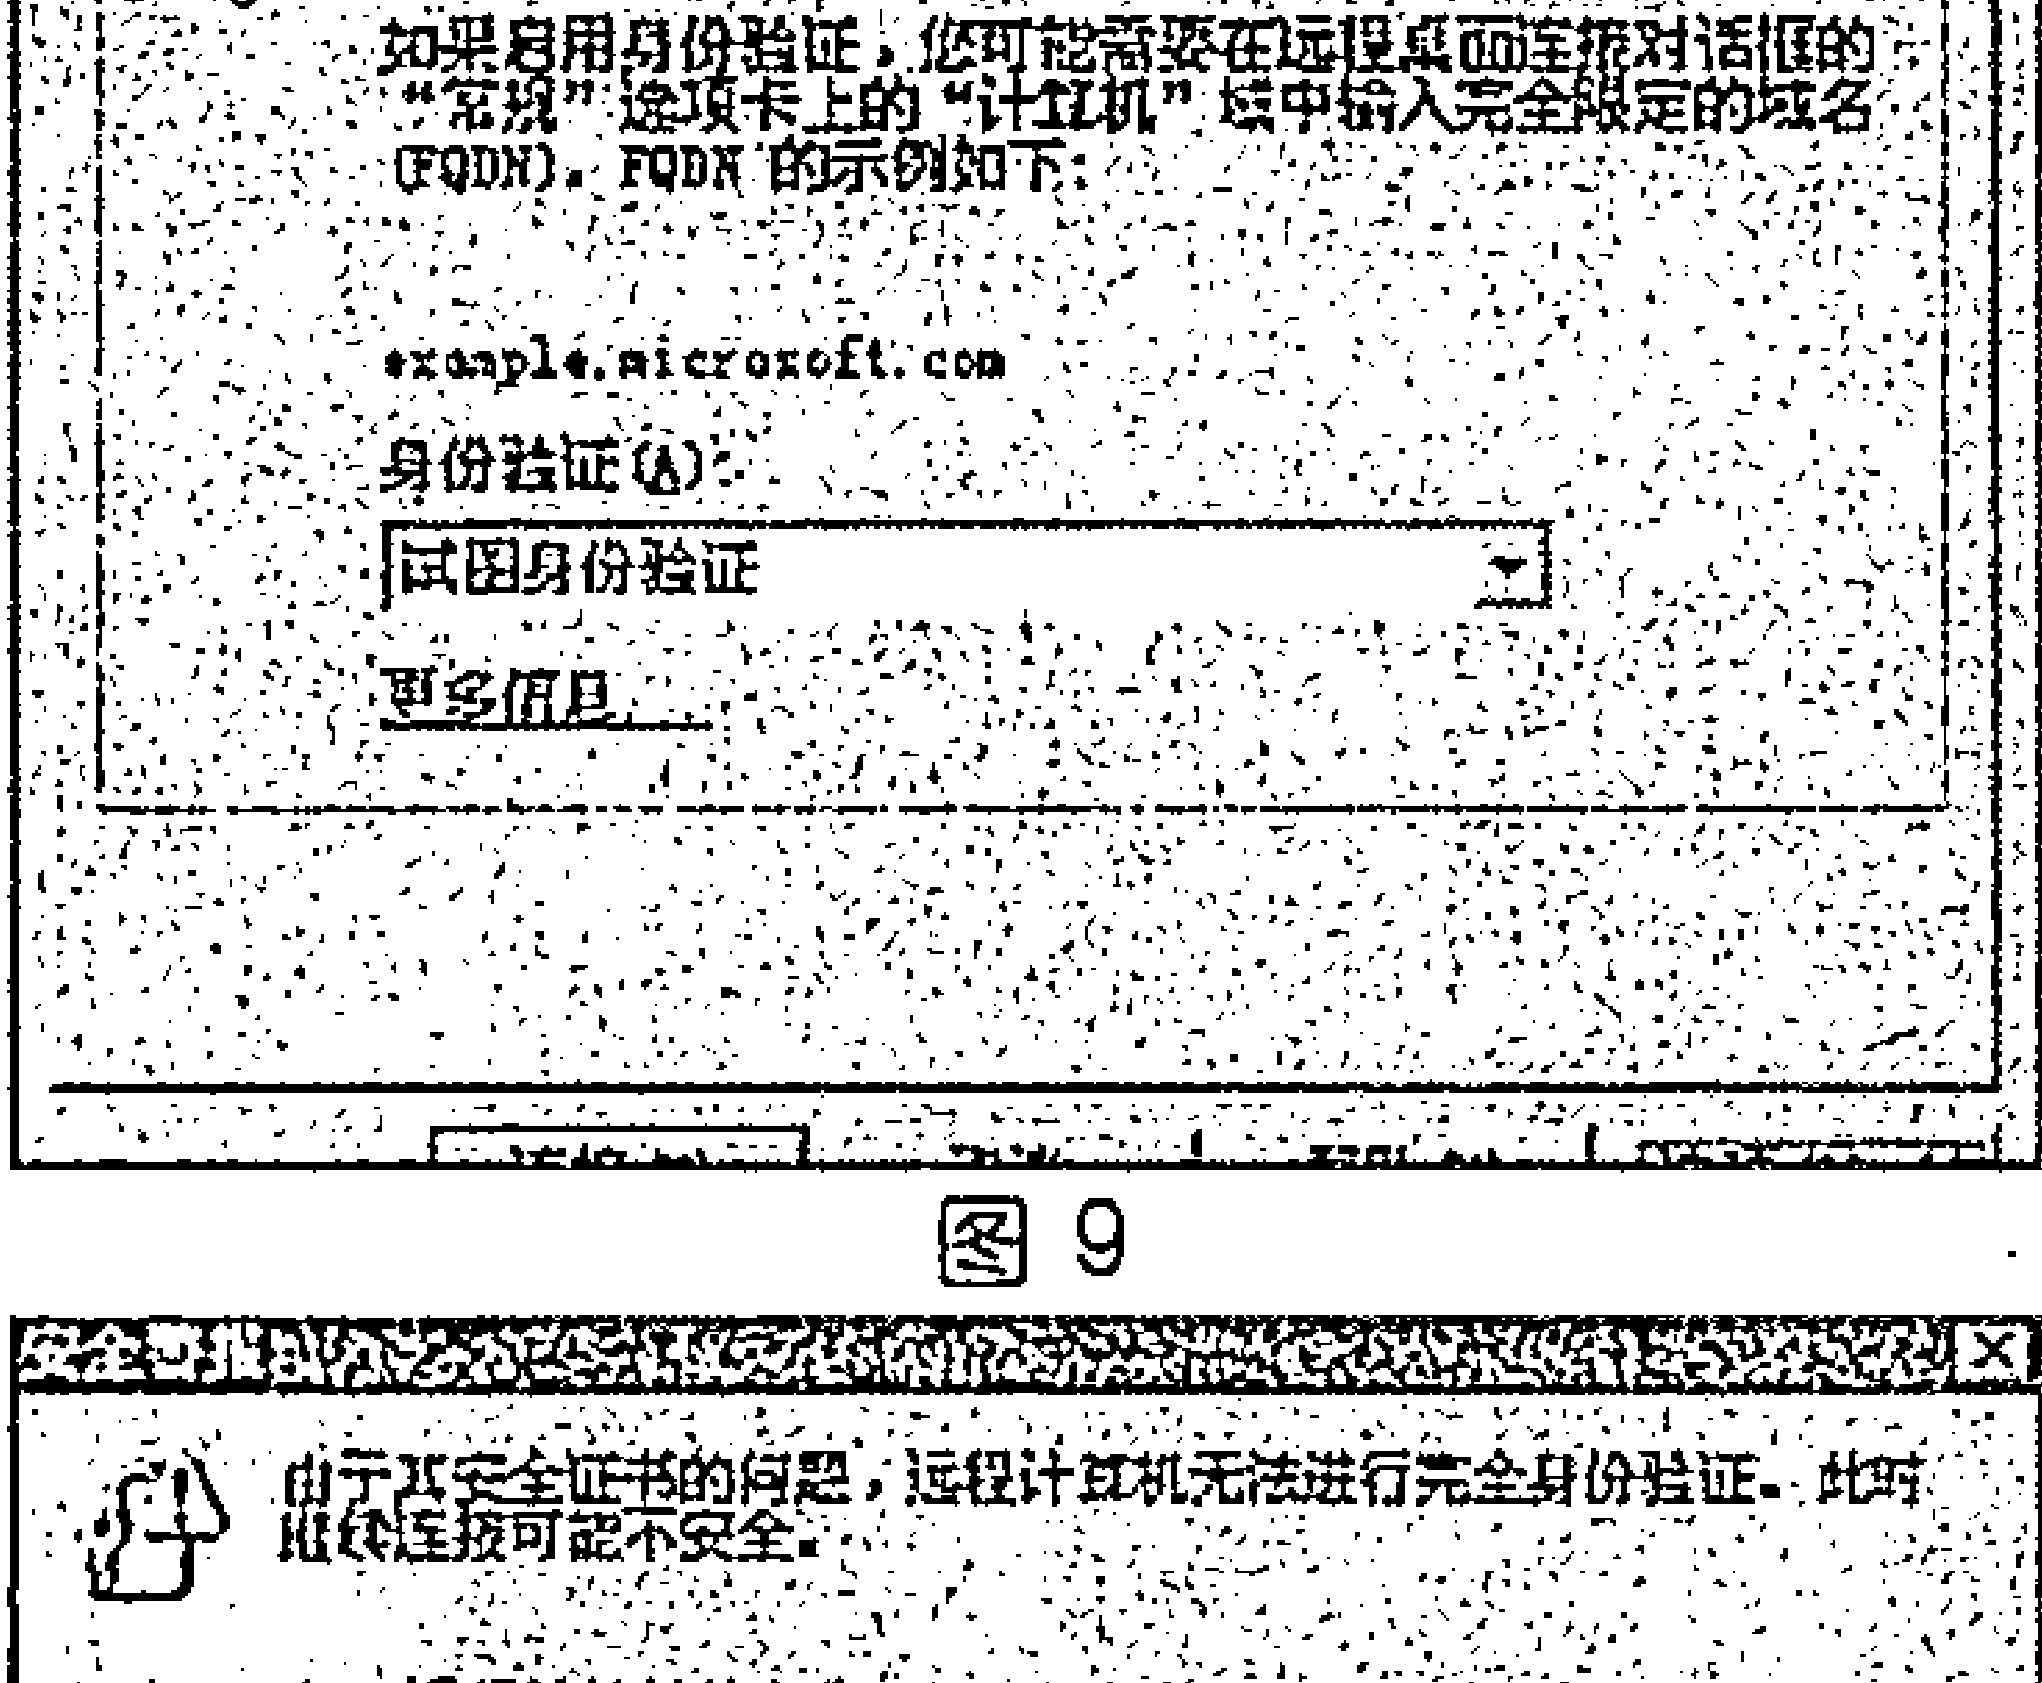 如果启用身份验证，您可能需要在远程桌面连接对话框的
“常规”选项卡上的“计算机”域中输入完全限定的域名
(FQDN)。FQDN 的示例如下:
example.microsoft.com
身份验证(A):
试图身份验证
更多信息
图 9
安全
由于其安全证书的问题，远程计算机无法进行完全身份验证。此时
继续连接可能不安全。